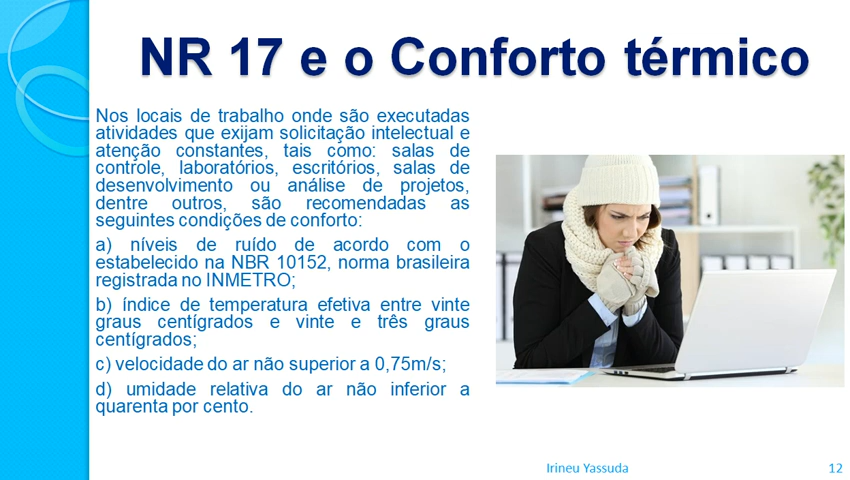 NR 17 e o Conforto térmico
Nos locais de trabalho onde são executadas
atividades que exijam solicitação intelectual e
atenção constantes, tais como: salas de
controle, laboratórios, escritórios, salas de
desenvolvimento ou análise de projetos,
dentre outros, são recomendadas as
seguintes condições de conforto:
a) níveis de ruído de acordo com o
estabelecido na NBR 10152, norma brasileira
registrada no INMETRO;
b) índice de temperatura efetiva entre vinte
graus centígrados e vinte e três graus
centígrados;
c) velocidade do ar não superior a 0,75m/s;
d) umidade relativa do ar não inferior a
quarenta por cento.
Irineu Yassuda
12